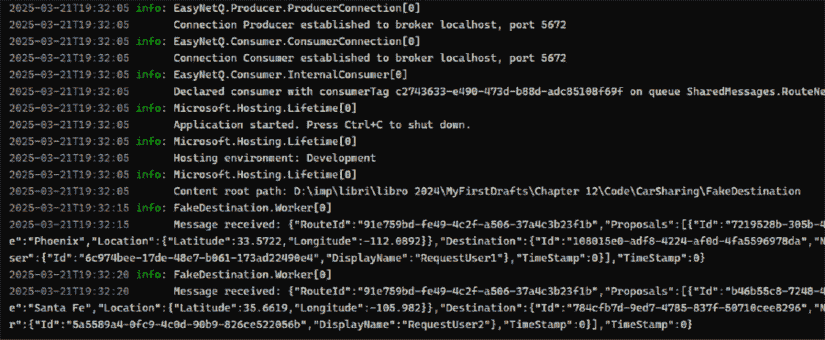 2025-03-21T19:32:05 info: EasyNetQ.Producer.ProducerConnection[0]
2025-03-21T19:32:05 Connection Producer established to broker localhost, port 5672
2025-03-21T19:32:05 info: EasyNetQ.Consumer.ConsumerConnection[0]
2025-03-21T19:32:05 Connection Consumer established to broker localhost, port 5672
2025-03-21T19:32:05 info: EasyNetQ.Consumer.InternalConsumer[0]
2025-03-21T19:32:05 Declared consumer with consumerTag c2743633-e490-473d-b88d-adc85108f69f on queue SharedMessages.RouteNe
2025-03-21T19:32:05 info: Microsoft.Hosting.Lifetime[0]
2025-03-21T19:32:05 Application started. Press Ctrl+C to shut down.
2025-03-21T19:32:05 info: Microsoft.Hosting.Lifetime[0]
2025-03-21T19:32:05 Hosting environment: Development
2025-03-21T19:32:05 info: Microsoft.Hosting.Lifetime[0]
2025-03-21T19:32:05 Content root path: D:\imp\libri\libro 2024\MyFirstDrafts\Chapter 12\Code\CarSharing\FakeDestination
2025-03-21T19:32:15 info: FakeDestination.Worker[0]
2025-03-21T19:32:15 Message received: {"RouteId":"91e759bd-fe49-4c2f-a506-37a4c3b23f1b","Proposals":[{"Id":"7219528b-305b-4
e":"Phoenix","Location":{"Latitude":33.5722,"Longitude":-112.0892}},"Destination":{"Id":"108015e0-adf8-4224-af0d-4fa5596978da","N
ser":{"Id":"6c974bee-17de-48e7-b061-173ad22490e4","DisplayName":"RequestUser1"},"TimeStamp":0}],"TimeStamp":0}
2025-03-21T19:32:20 info: FakeDestination.Worker[0]
2025-03-21T19:32:20 Message received: {"RouteId":"91e759bd-fe49-4c2f-a506-37a4c3b23f1b","Proposals":[{"Id":"b46b55c8-7248-4
e":"Santa Fe","Location":{"Latitude":35.6619,"Longitude":-105.982}},"Destination":{"Id":"784cfb7d-9ed7-4785-837f-50710cee8296","N
r":{"Id":"5a5589a4-0fc9-4c0d-90b9-826ce522056b","DisplayName":"RequestUser2"},"TimeStamp":0}],"TimeStamp":0}